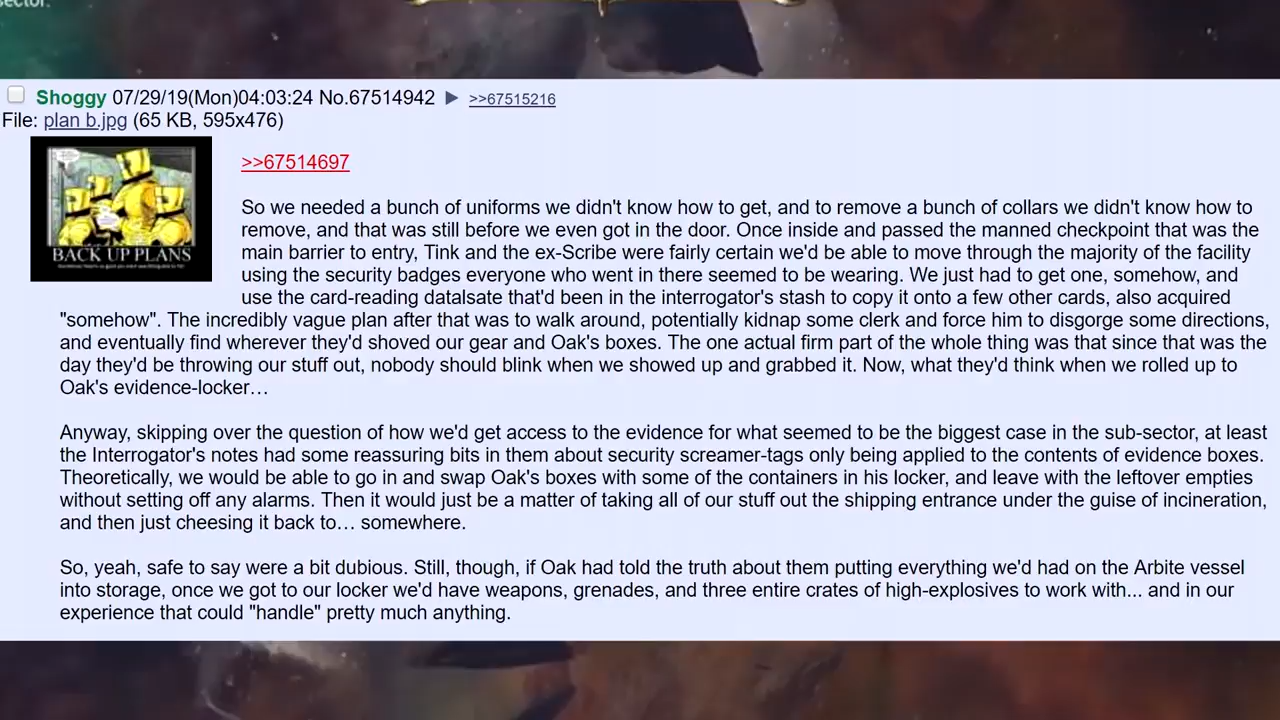 sector.
Shoggy 07/29/19(Mon)04:03:24 No.67514942 ▶ >>67515216
File: plan b.jpg (65 KB, 595x476)
BACK UP PLANS
>>67514697
So we needed a bunch of uniforms we didn't know how to get, and to remove a bunch of collars we didn't know how to
remove, and that was still before we even got in the door. Once inside and passed the manned checkpoint that was the
main barrier to entry, Tink and the ex-Scribe were fairly certain we'd be able to move through the majority of the facility
using the security badges everyone who went in there seemed to be wearing. We just had to get one, somehow, and
use the card-reading datalsate that'd been in the interrogator's stash to copy it onto a few other cards, also acquired
"somehow". The incredibly vague plan after that was to walk around, potentially kidnap some clerk and force him to disgorge some directions,
and eventually find wherever they'd shoved our gear and Oak's boxes. The one actual firm part of the whole thing was that since that was the
day they'd be throwing our stuff out, nobody should blink when we showed up and grabbed it. Now, what they'd think when we rolled up to
Oak's evidence-locker…
Anyway, skipping over the question of how we'd get access to the evidence for what seemed to be the biggest case in the sub-sector, at least
the Interrogator's notes had some reassuring bits in them about security screamer-tags only being applied to the contents of evidence boxes.
Theoretically, we would be able to go in and swap Oak's boxes with some of the containers in his locker, and leave with the leftover empties
without setting off any alarms. Then it would just be a matter of taking all of our stuff out the shipping entrance under the guise of incineration,
and then just cheesing it back to… somewhere.
So, yeah, safe to say were a bit dubious. Still, though, if Oak had told the truth about them putting everything we'd had on the Arbite vessel
into storage, once we got to our locker we'd have weapons, grenades, and three entire crates of high-explosives to work with... and in our
experience that could "handle" pretty much anything.